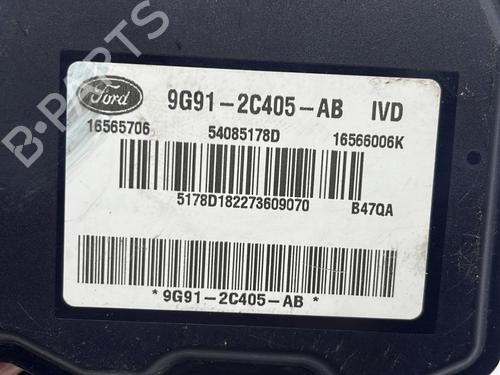 Ford
9G91-2C405-AB IVD
16565706 54085178D 16566006K
5178D182273609070 B47QA
*9G91-2C405-AB*
B-PARTS